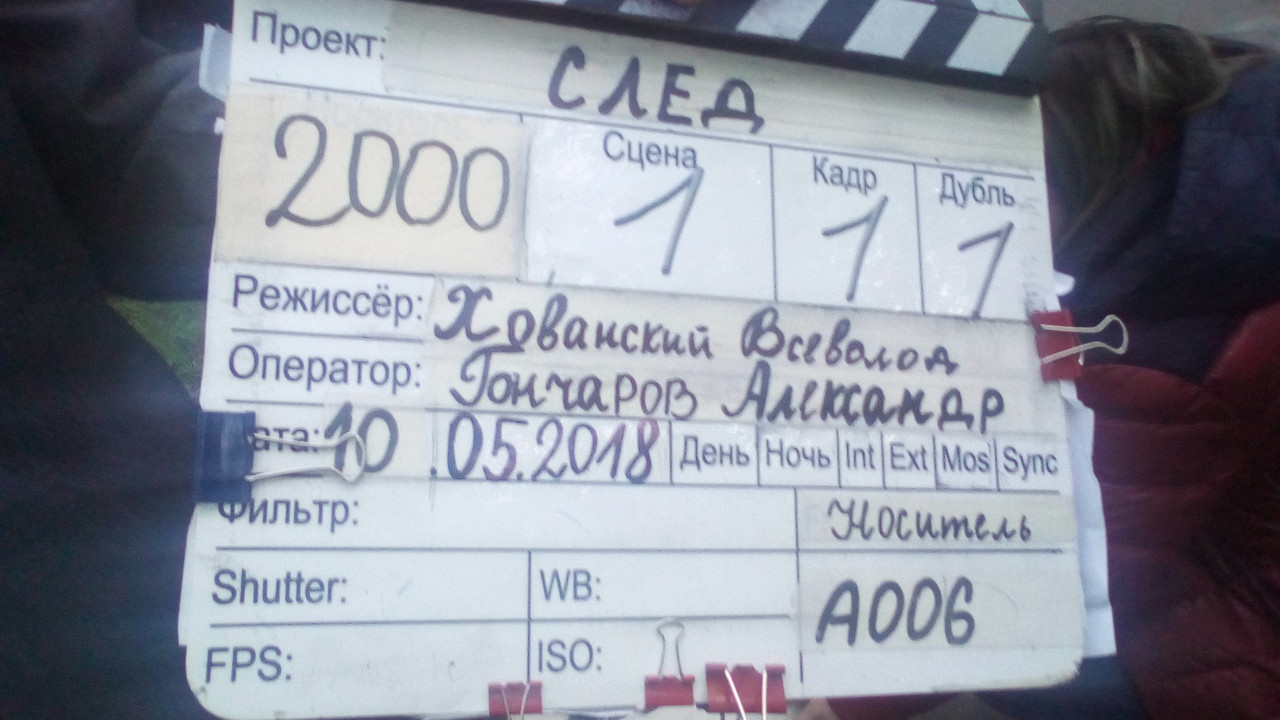 Проект: СЛЕД
2000 Сцена 1 Кадр 1 Дубль 1
Режиссёр: Хованский Всеволод
Оператор: Гончаров Александр
ата: 10.05.2018 День Ночь Int Ext Mos Sync
Фильтр: Носитель
Shutter: WB: A006
FPS: ISO: